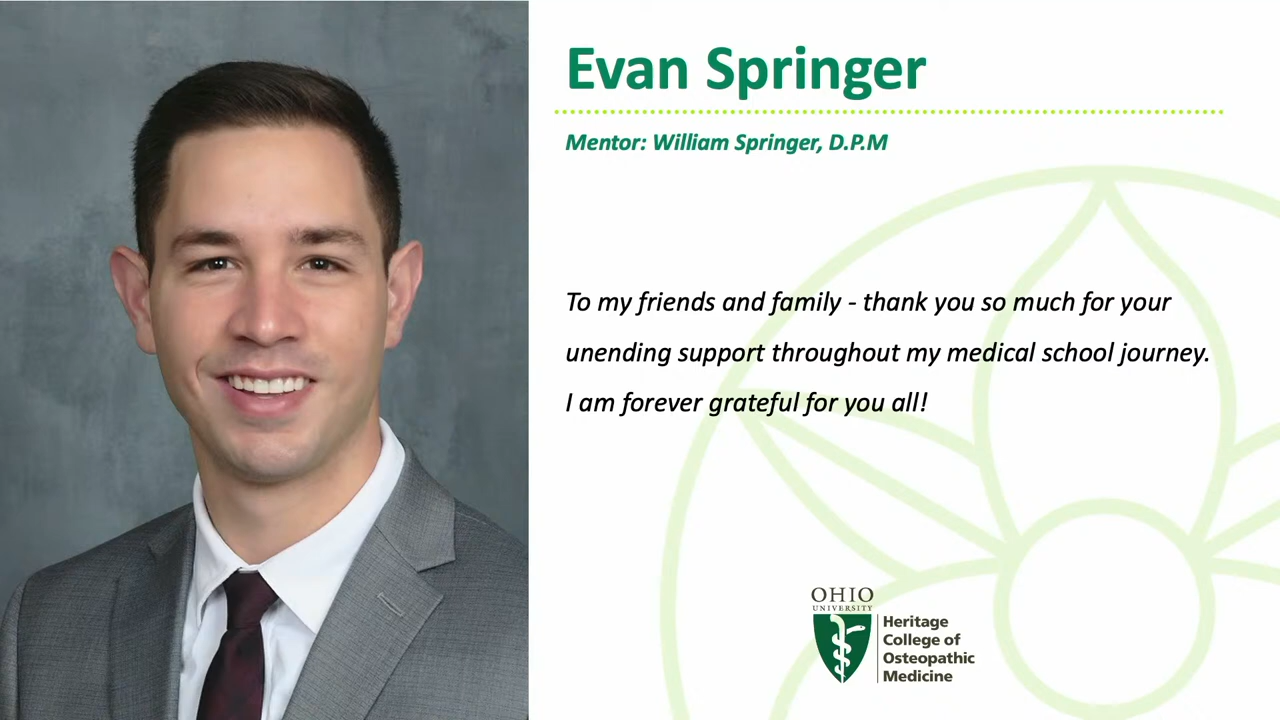 Evan Springer
Mentor: William Springer, D.P.M
To my friends and family - thank you so much for your
unending support throughout my medical school journey.
I am forever grateful for you all!
OHIO
UNIVERSITY
Heritage
College of
Osteopathic
Medicine